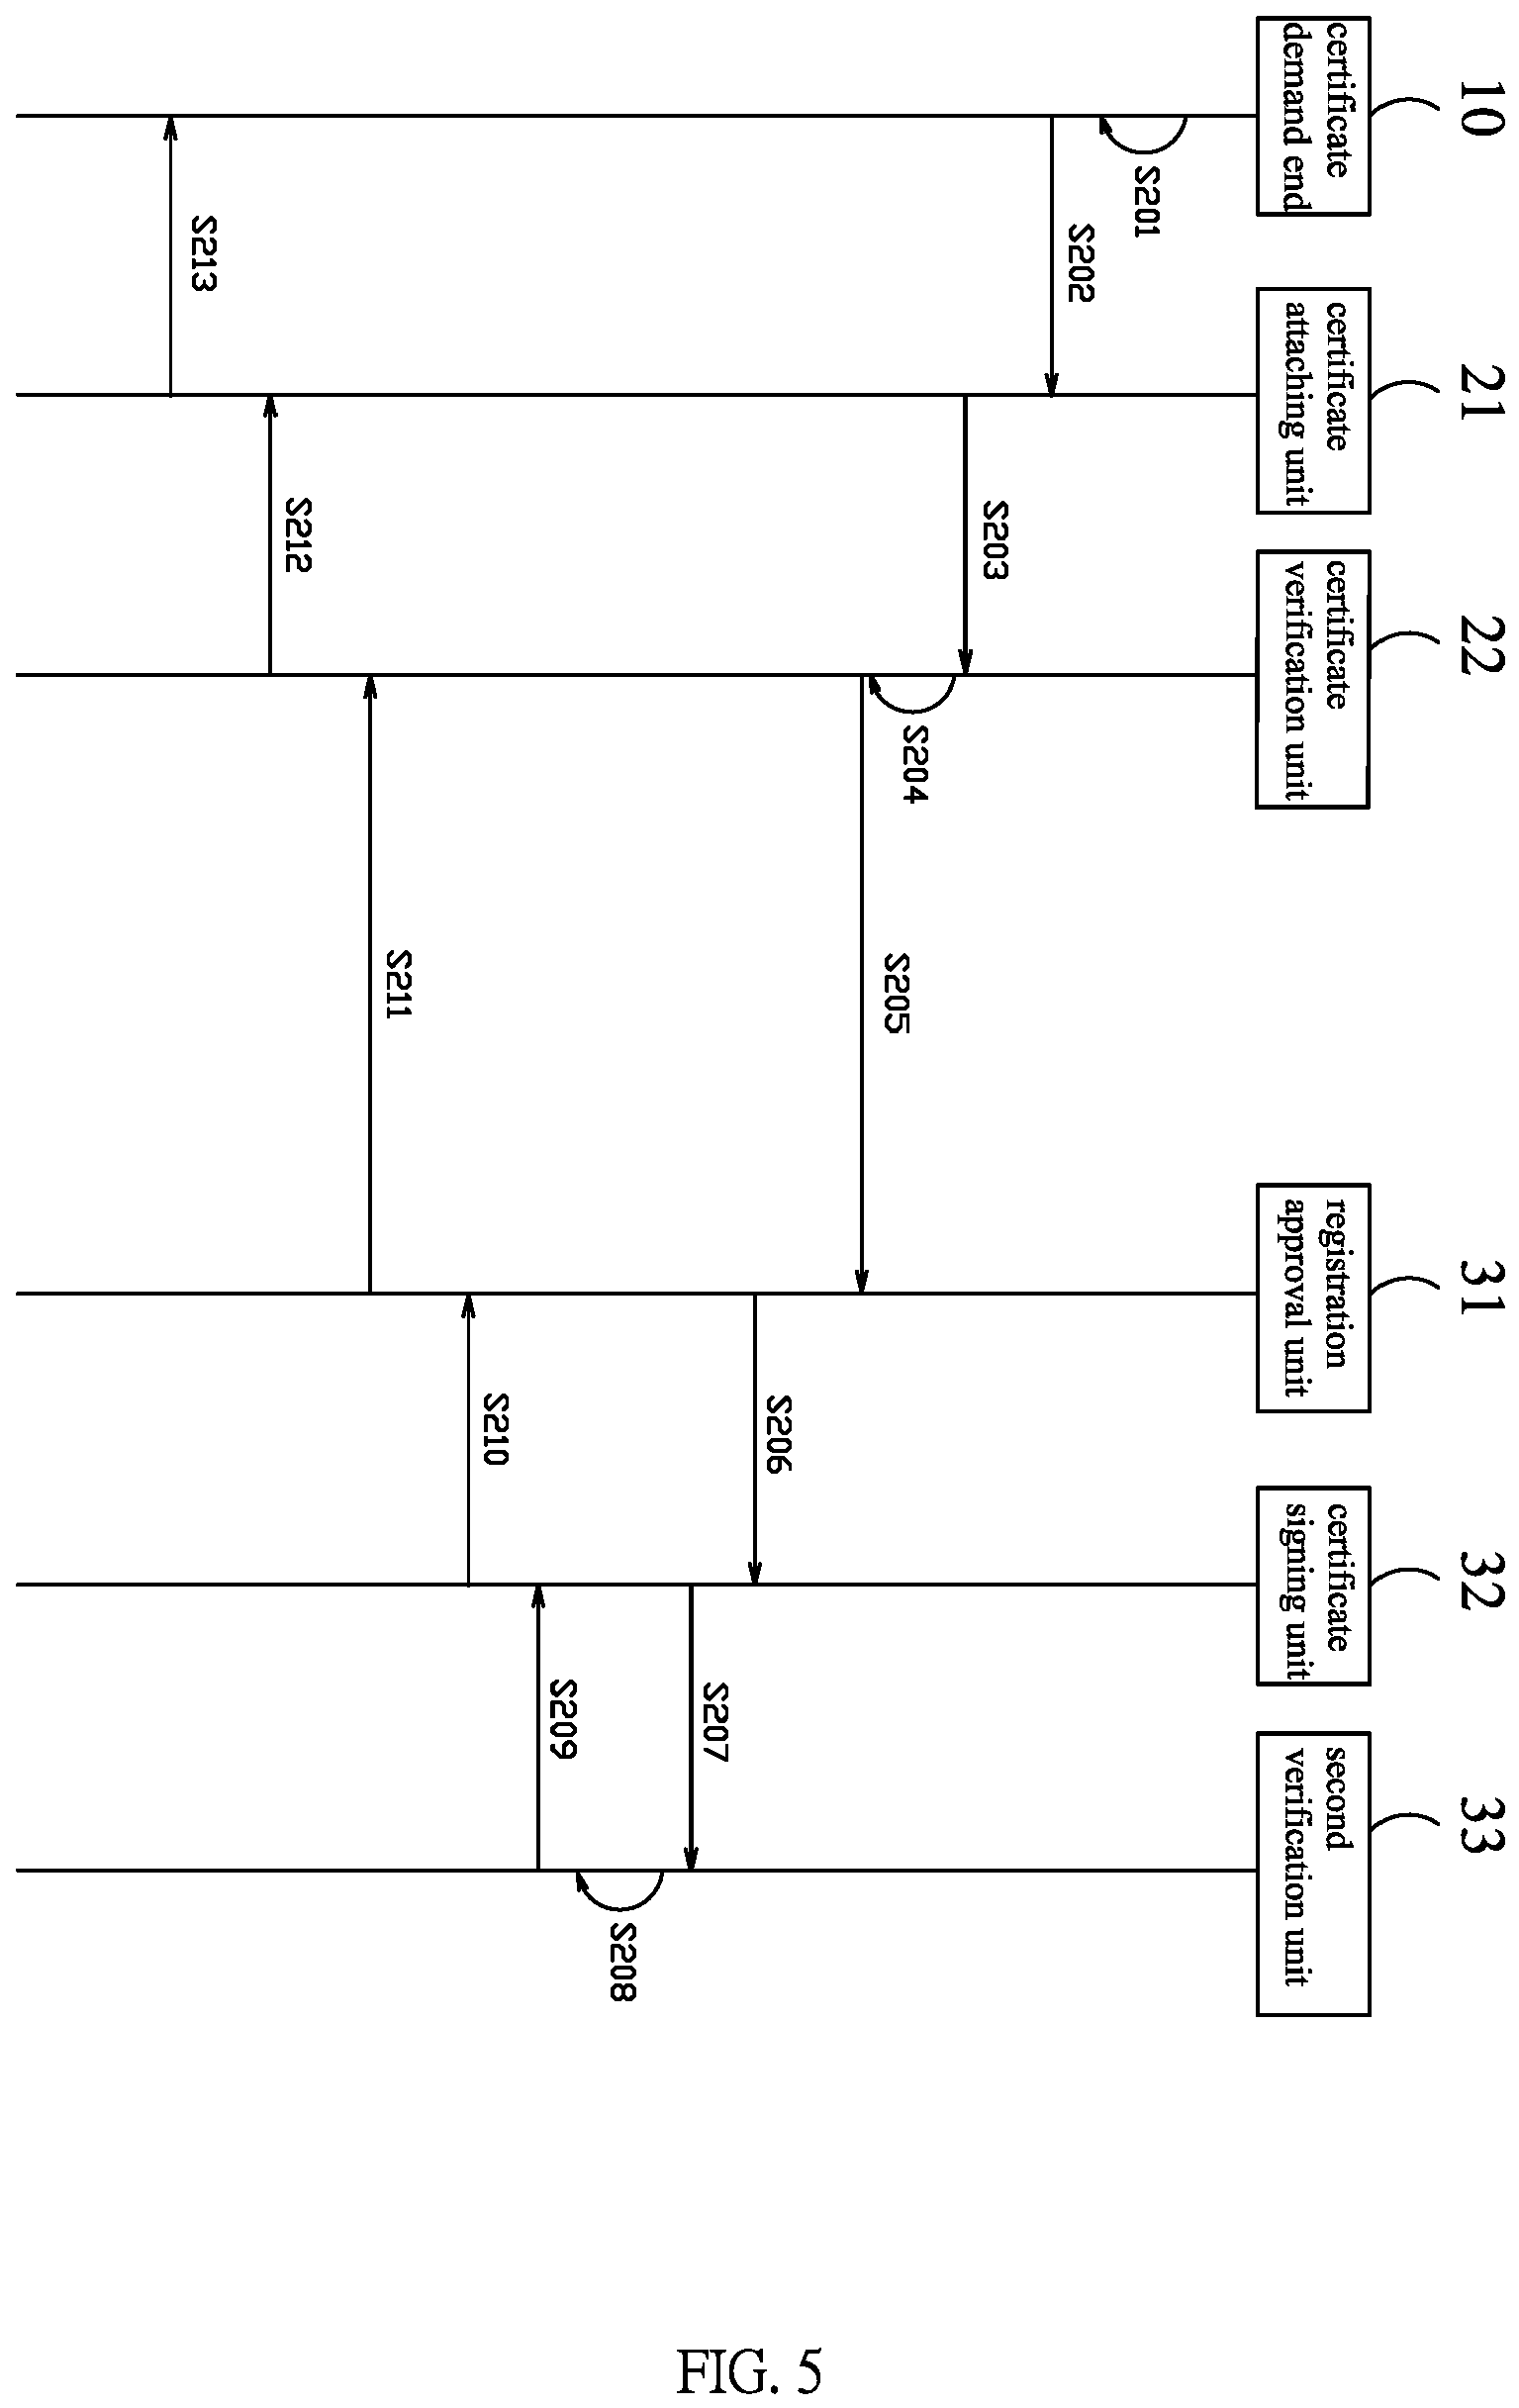 10
21
22
31
32
33
certificate
demand end
certificate
attaching unit
certificate
verification unit
registration
approval unit
certificate
signing unit
second
verification unit
S201
S202
S203
S204
S205
S206
S207
S208
S209
S210
S211
S212
S213
FIG. 5